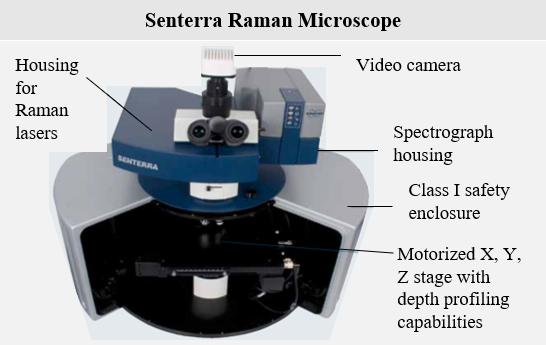 Senterra Raman Microscope
Housing
for
Raman
lasers
Video camera
Spectrograph
housing
Class I safety
enclosure
Motorized X, Y,
Z stage with
depth profiling
capabilities
SENTERRA